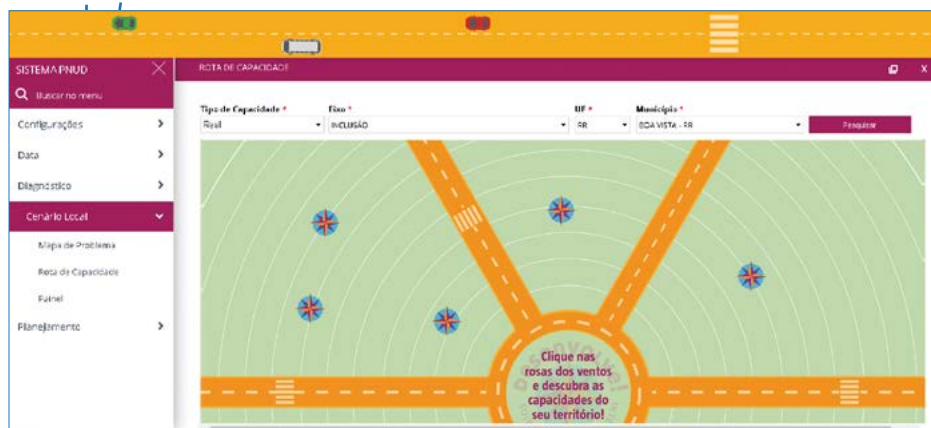 SISTEMA PNUD
Buscar no menu
Configurações
Data
Diagnóstico
Cenário Local
Mapa de Problema
Rota de Capacidade
Painel
Planejamento
ROTA DE CAPACIDADE
X
Tipo de Capacidade * Eixo * UF * Município *
Real INCLUSÃO RR BOA VISTA - RR Pesquisar
Desenvolva!
Clique nas
rosas dos ventos
e descubra as
capacidades do
seu território!